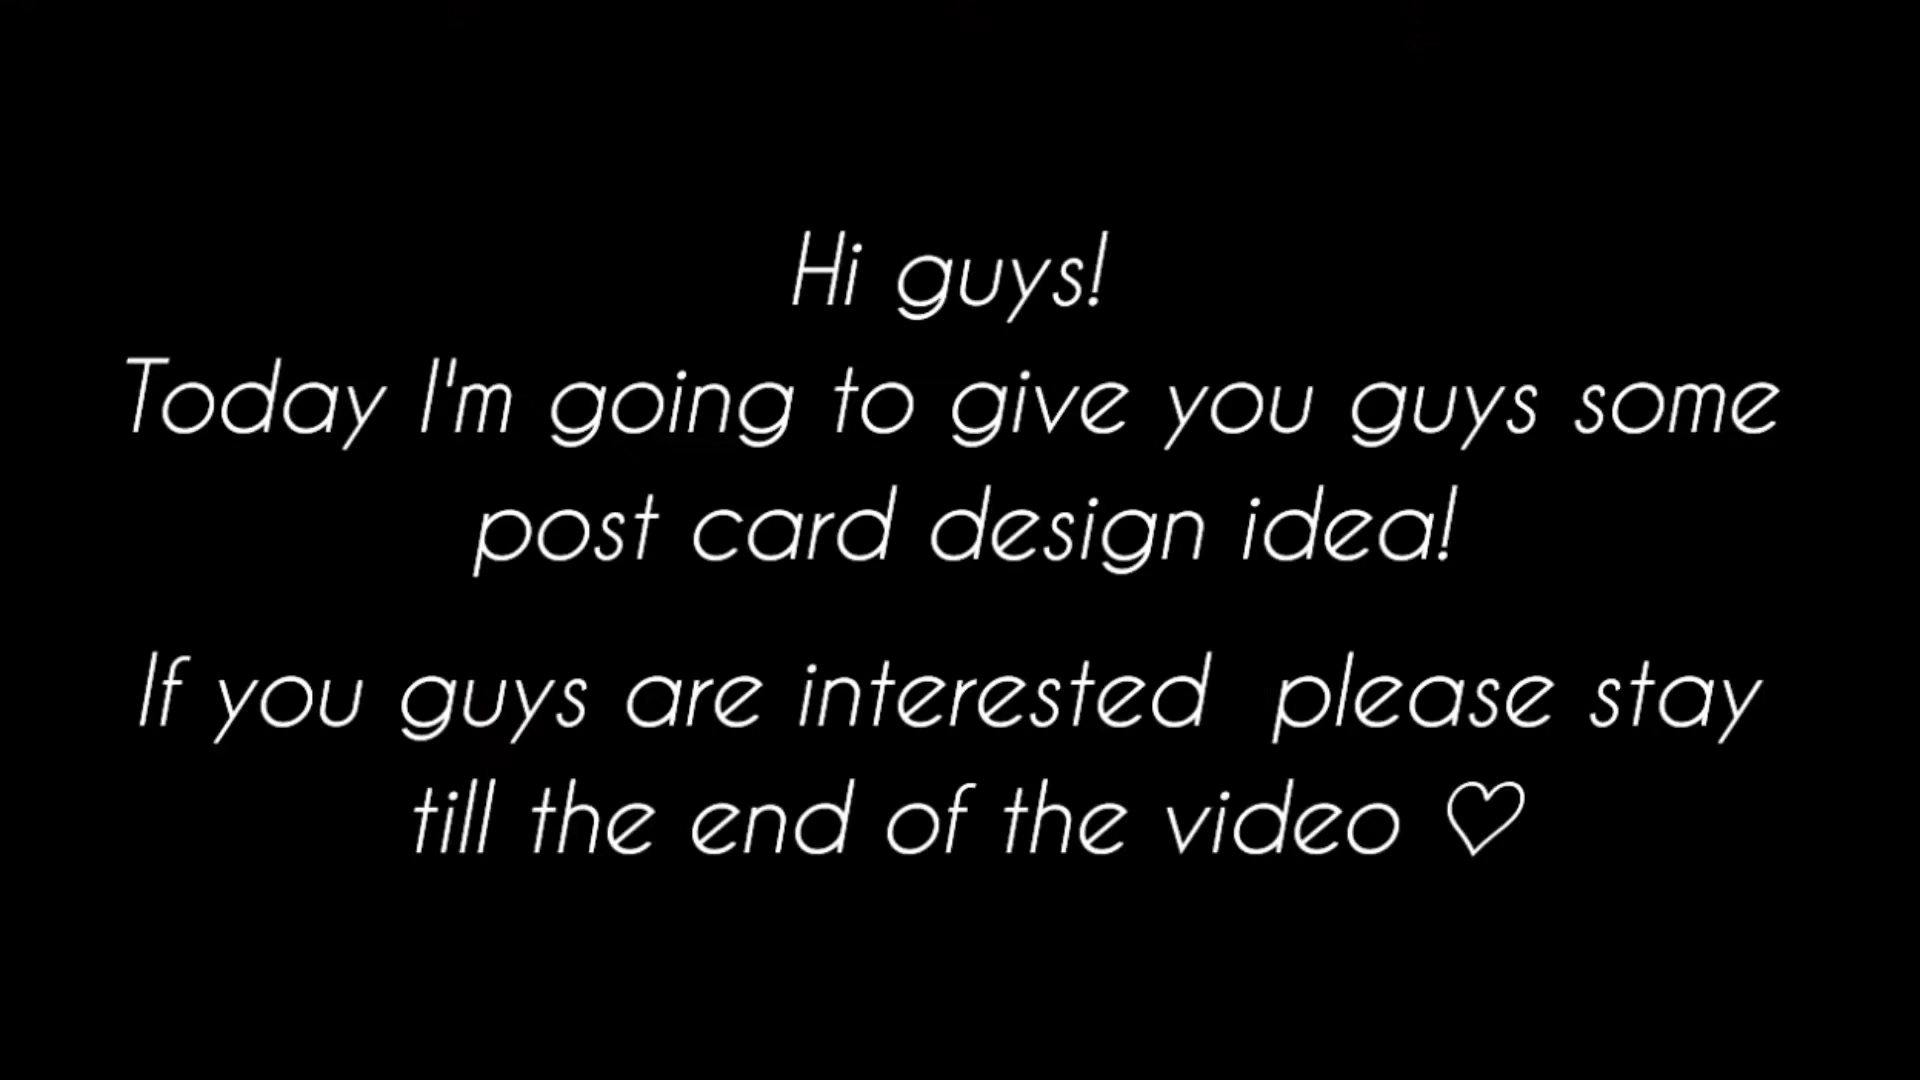 Hi guys!
Today I'm going to give you guys some
post card design idea!
If you guys are interested  please stay
till the end of the video ♡